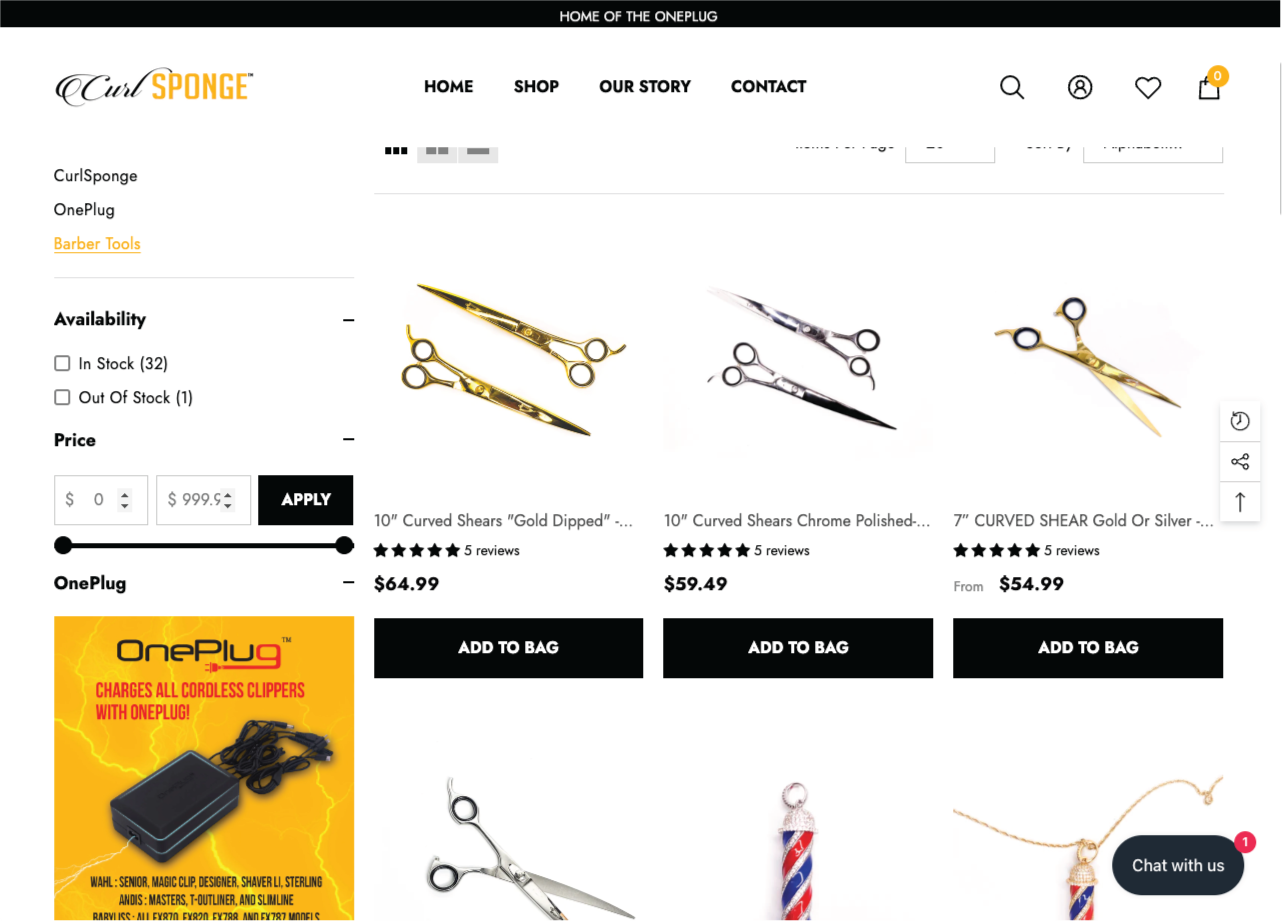 HOME OF THE ONEPLUG
Curl SPONGE™
HOME SHOP OUR STORY CONTACT
0
Items Per Page
Sort By
CurlSponge
OnePlug
Barber Tools
Availability
In Stock (32)
Out Of Stock (1)
Price
$ 0 $ 999.9 APPLY
OnePlug
OnePlug™
CHARGES ALL CORDLESS CLIPPERS
WITH ONEPLUG!
WAHL : SENIOR, MAGIC CLIP, DESIGNER, SHAVER LI, STERLING
ANDIS : MASTERS, T-OUTLINER, AND SLIMLINE
BABYLISS : ALL FX870, FX820, FX788, AND FX787 MODELS
10" Curved Shears "Gold Dipped" -...
5 reviews
$64.99
ADD TO BAG
10" Curved Shears Chrome Polished-...
5 reviews
$59.49
ADD TO BAG
7” CURVED SHEAR Gold Or Silver -...
5 reviews
From $54.99
ADD TO BAG
Chat with us
1